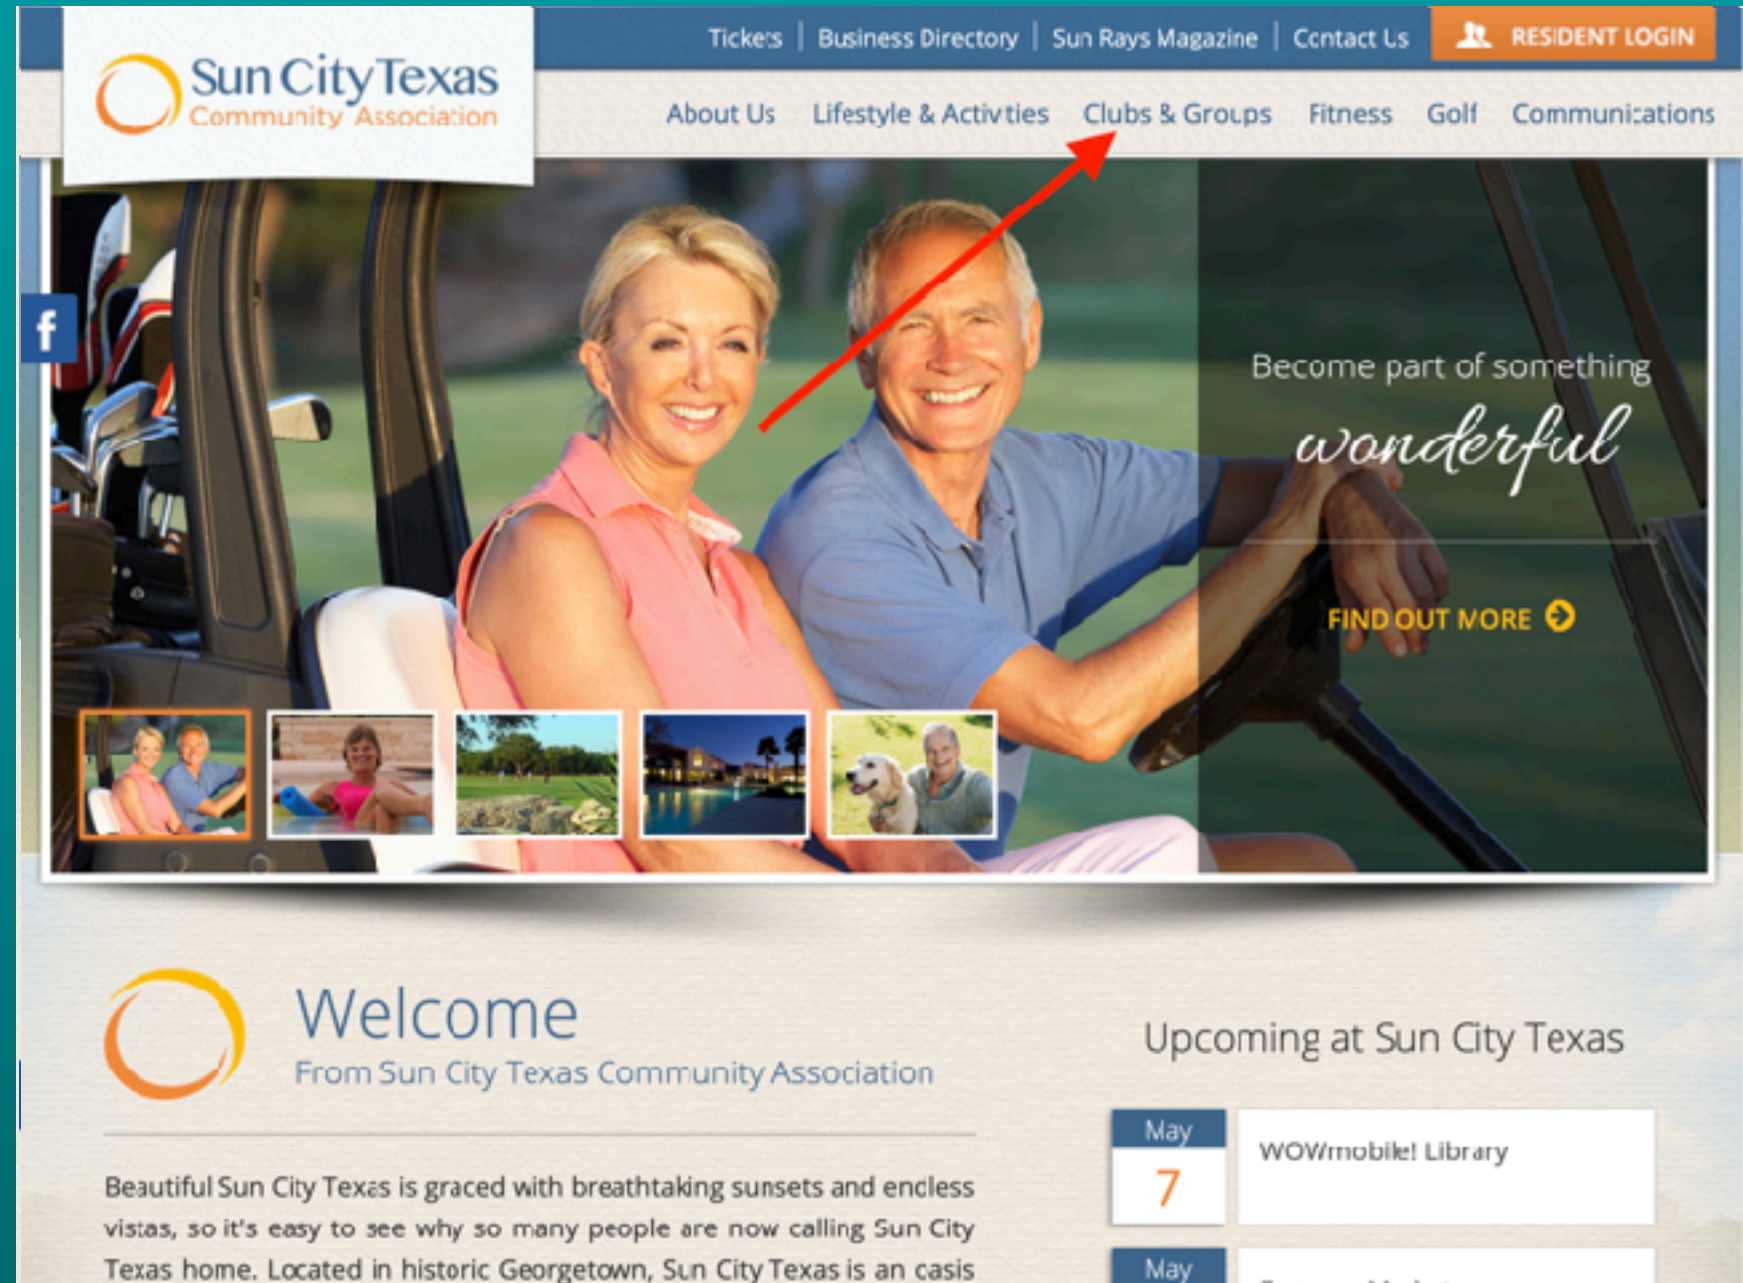 Tickets | Business Directory | Sun Rays Magazine | Contact Us
RESIDENT LOGIN
Sun City Texas
Community Association
About Us Lifestyle & Activities Clubs & Groups Fitness Golf Communications
f
Become part of something
wonderful
FIND OUT MORE
Welcome
From Sun City Texas Community Association
Beautiful Sun City Texas is graced with breathtaking sunsets and endless
vistas, so it's easy to see why so many people are now calling Sun City
Texas home. Located in historic Georgetown, Sun City Texas is an oasis
Upcoming at Sun City Texas
May
7
WOWmobile! Library
May